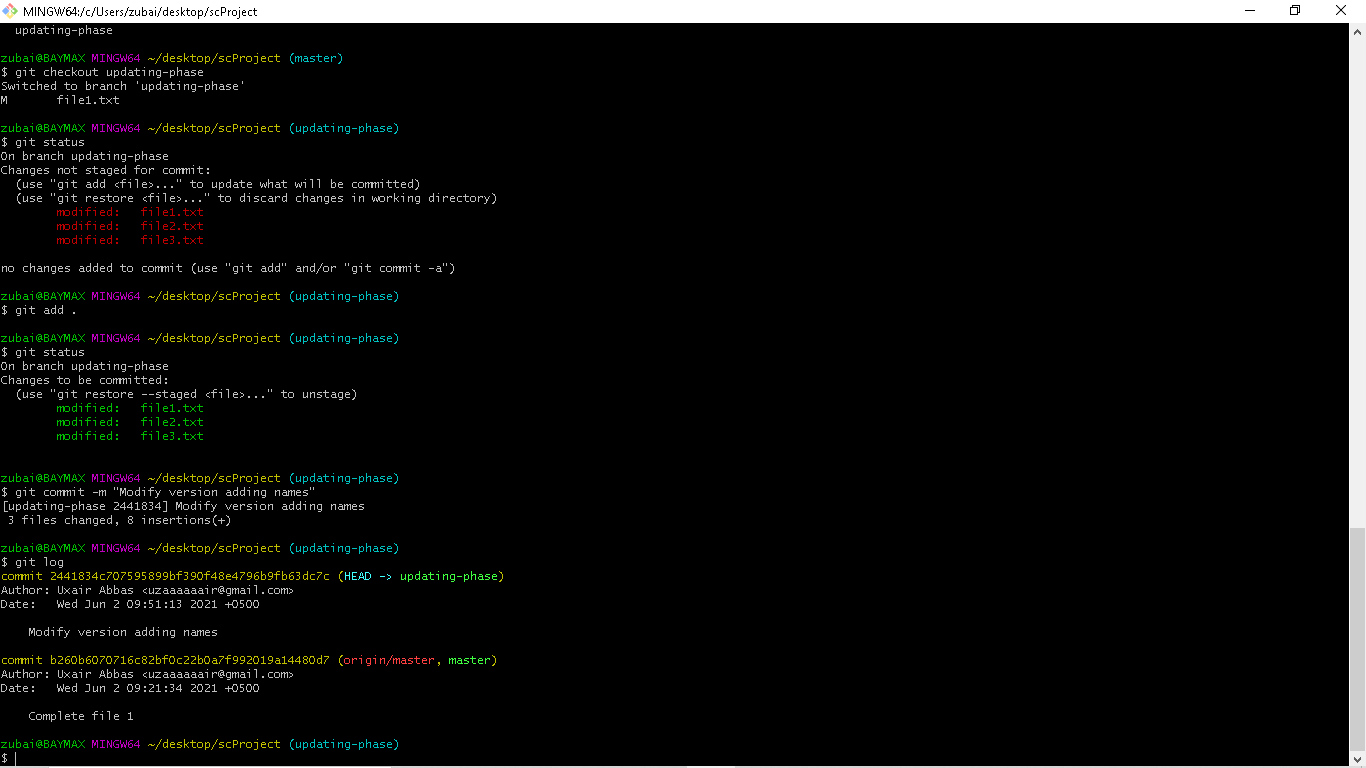 MINGW64:/c/Users/zubai/desktop/scProject
  updating-phase
zubai@BAYMAX MINGW64 ~/desktop/scProject (master)
$ git checkout updating-phase
Switched to branch 'updating-phase'
M       file1.txt
zubai@BAYMAX MINGW64 ~/desktop/scProject (updating-phase)
$ git status
On branch updating-phase
Changes not staged for commit:
  (use "git add <file>..." to update what will be committed)
  (use "git restore <file>..." to discard changes in working directory)
        modified:   file1.txt
        modified:   file2.txt
        modified:   file3.txt
no changes added to commit (use "git add" and/or "git commit -a")
zubai@BAYMAX MINGW64 ~/desktop/scProject (updating-phase)
$ git add .
zubai@BAYMAX MINGW64 ~/desktop/scProject (updating-phase)
$ git status
On branch updating-phase
Changes to be committed:
  (use "git restore --staged <file>..." to unstage)
        modified:   file1.txt
        modified:   file2.txt
        modified:   file3.txt
zubai@BAYMAX MINGW64 ~/desktop/scProject (updating-phase)
$ git commit -m "Modify version adding names"
[updating-phase 2441834] Modify version adding names
 3 files changed, 8 insertions(+)
zubai@BAYMAX MINGW64 ~/desktop/scProject (updating-phase)
$ git log
commit 2441834c707595899bf390f48e4796b9fb63dc7c (HEAD -> updating-phase)
Author: Uxair Abbas <uzaaaaaair@gmail.com>
Date:   Wed Jun 2 09:51:13 2021 +0500
    Modify version adding names
commit b260b6070716c82bf0c22b0a7f992019a14480d7 (origin/master, master)
Author: Uxair Abbas <uzaaaaaair@gmail.com>
Date:   Wed Jun 2 09:21:34 2021 +0500
    Complete file 1
zubai@BAYMAX MINGW64 ~/desktop/scProject (updating-phase)
$